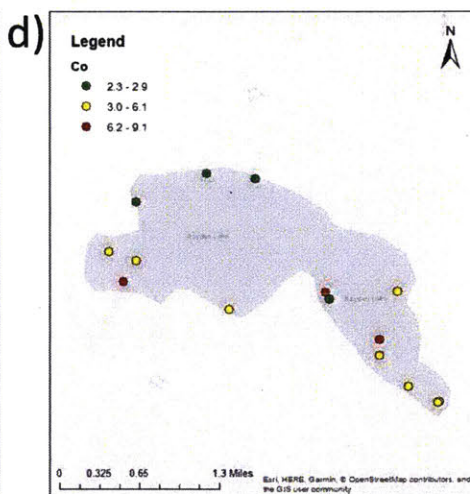 d)
Legend
Co
2.3 - 2.9
3.0 - 6.1
6.2 - 9.1
N
0 0.325 0.65 1.3 Miles
Esri, HERE, Garmin, © OpenStreetMap contributors, and
the GIS user community